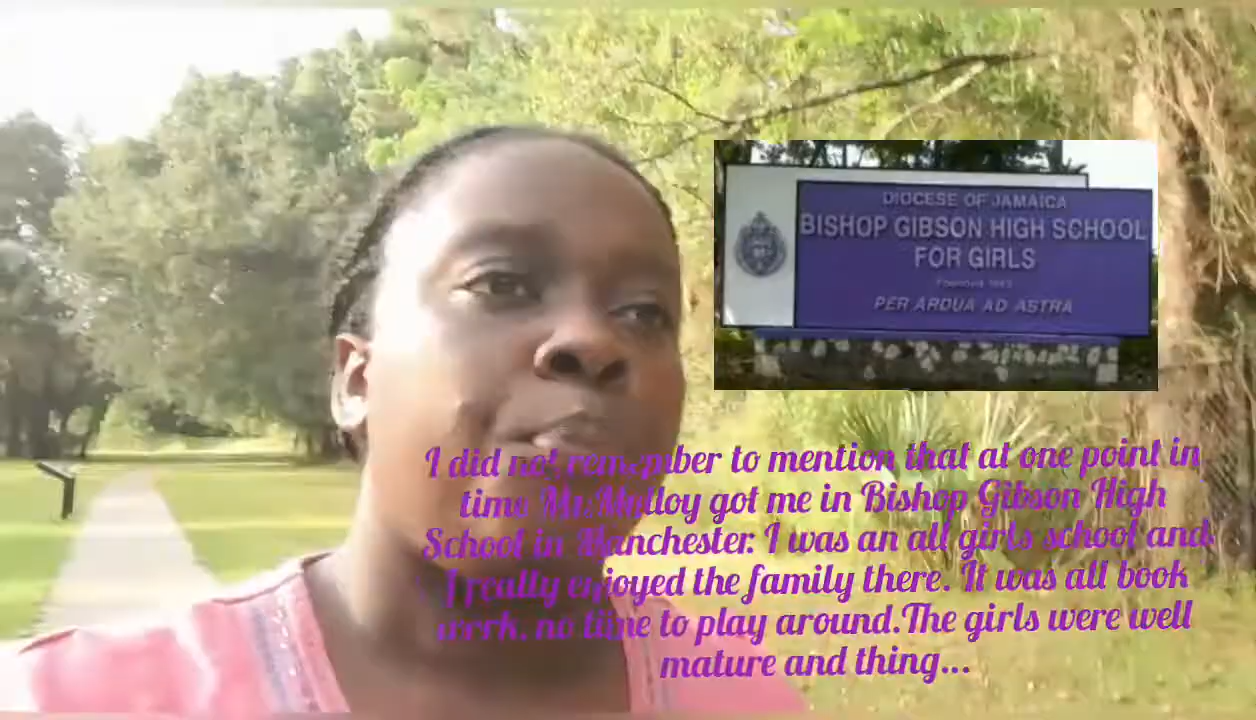 DIOCESE OF JAMAICA
BISHOP GIBSON HIGH SCHOOL
FOR GIRLS
PER ARDUA AD ASTRA
I did not remember to mention that at one point in
time Mr.Mulloy got me in Bishop Gibson High
School in Manchester. I was an all girls school and
I really enjoyed the family there. It was all book
work, no time to play around.The girls were well
mature and thing...